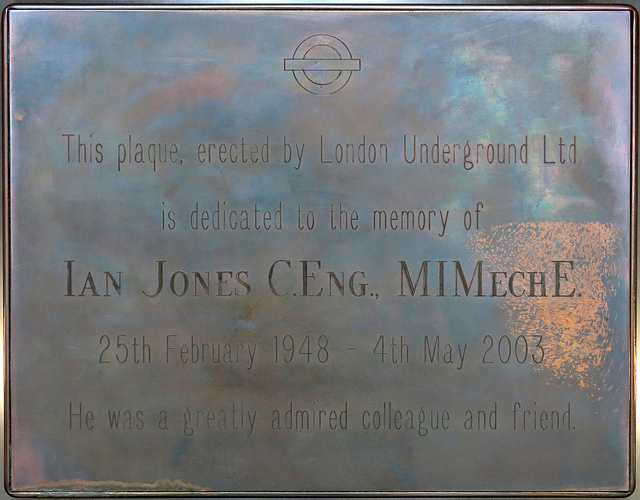 This plaque, erected by London Underground Ltd.
is dedicated to the memory of
IAN JONES C.ENG., MIMECHE.
25th February 1948 - 4th May 2003
He was a greatly admired colleague and friend.